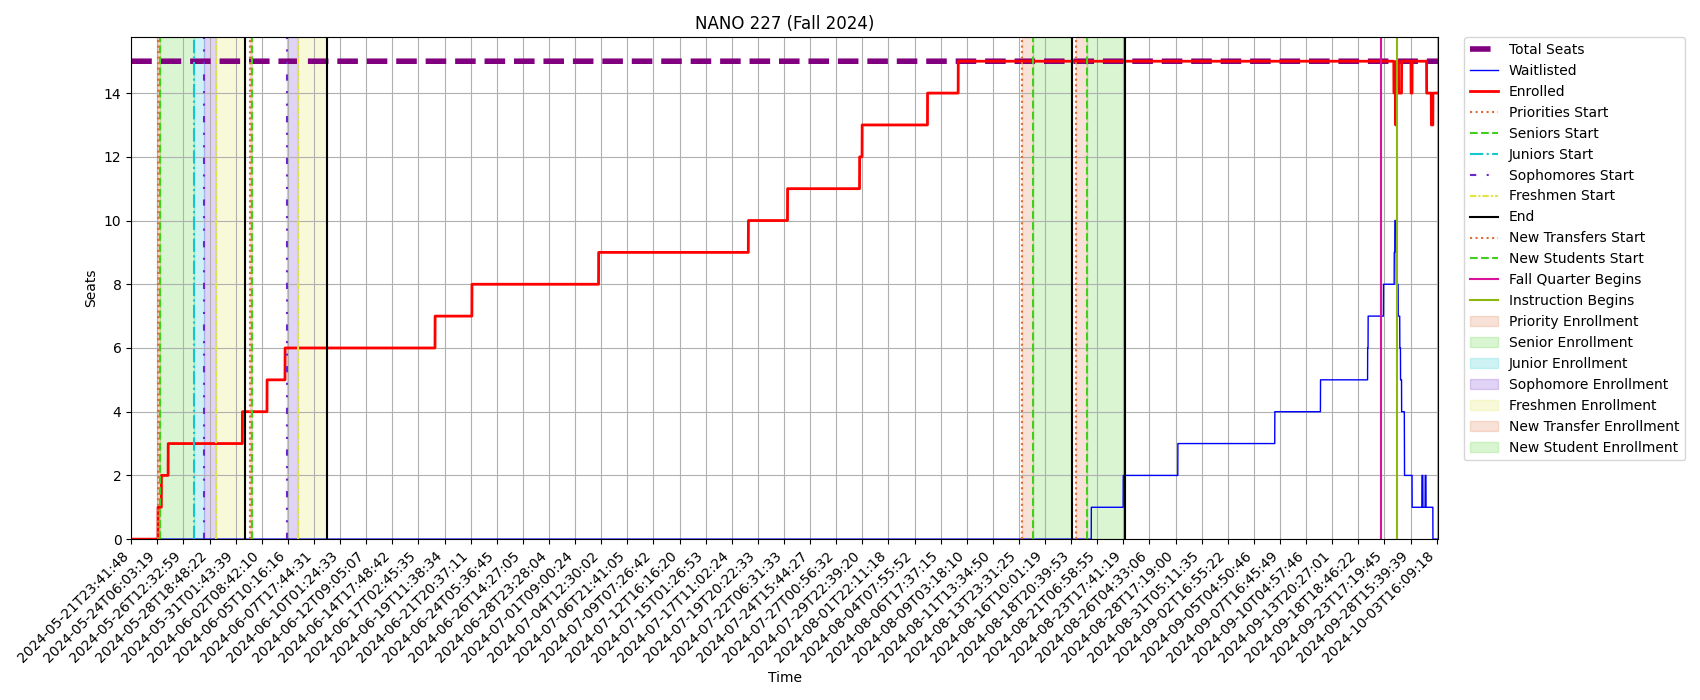 NANO 227 (Fall 2024)
Seats
14
12
10
8
6
4
2
0
2024-05-21T23:41:48
2024-05-24T06:03:19
2024-05-26T12:32:59
2024-05-28T18:48:22
2024-05-31T01:43:39
2024-06-02T08:42:10
2024-06-05T10:16:16
2024-06-07T17:44:31
2024-06-10T01:24:33
2024-06-12T09:05:07
2024-06-14T17:48:42
2024-06-17T02:45:35
2024-06-19T11:38:34
2024-06-21T20:37:11
2024-06-24T05:36:45
2024-06-26T14:27:05
2024-06-28T23:28:04
2024-07-01T09:00:24
2024-07-04T12:30:02
2024-07-06T21:41:05
2024-07-09T07:26:42
2024-07-12T16:16:20
2024-07-15T01:26:53
2024-07-17T11:02:24
2024-07-19T20:22:33
2024-07-22T06:31:33
2024-07-24T15:44:27
2024-07-27T00:56:32
2024-07-29T12:39:20
2024-08-01T22:11:18
2024-08-04T07:55:52
2024-08-06T17:37:15
2024-08-09T03:18:10
2024-08-11T13:34:50
2024-08-13T23:31:25
2024-08-16T10:01:19
2024-08-18T20:39:53
2024-08-21T06:58:55
2024-08-23T17:41:19
2024-08-26T04:33:06
2024-08-28T17:19:00
2024-08-31T05:11:35
2024-09-02T16:55:22
2024-09-05T04:50:46
2024-09-07T16:45:49
2024-09-10T04:57:46
2024-09-13T20:27:01
2024-09-18T18:46:22
2024-09-23T17:19:45
2024-09-28T15:39:39
2024-10-03T16:09:18
Time
Total Seats
Waitlisted
Enrolled
Priorities Start
Seniors Start
Juniors Start
Sophomores Start
Freshmen Start
End
New Transfers Start
New Students Start
Fall Quarter Begins
Instruction Begins
Priority Enrollment
Senior Enrollment
Junior Enrollment
Sophomore Enrollment
Freshmen Enrollment
New Transfer Enrollment
New Student Enrollment